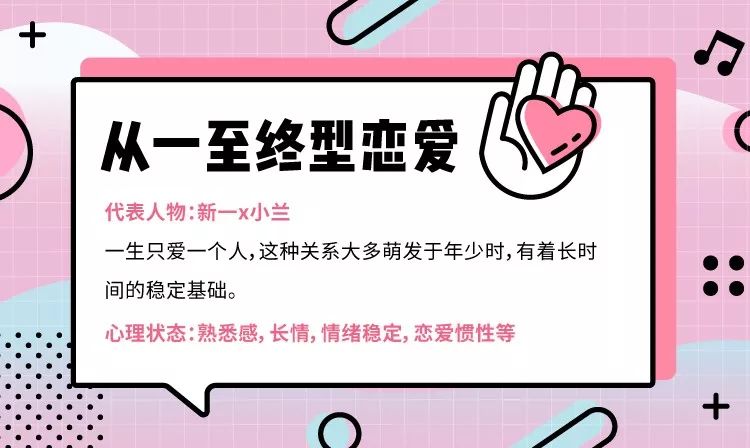 从一至终型恋爱
代表人物：新一x小兰
一生只爱一个人，这种关系大多萌发于年少时，有着长时
间的稳定基础。
心理状态：熟悉感，长情，情绪稳定，恋爱惯性等